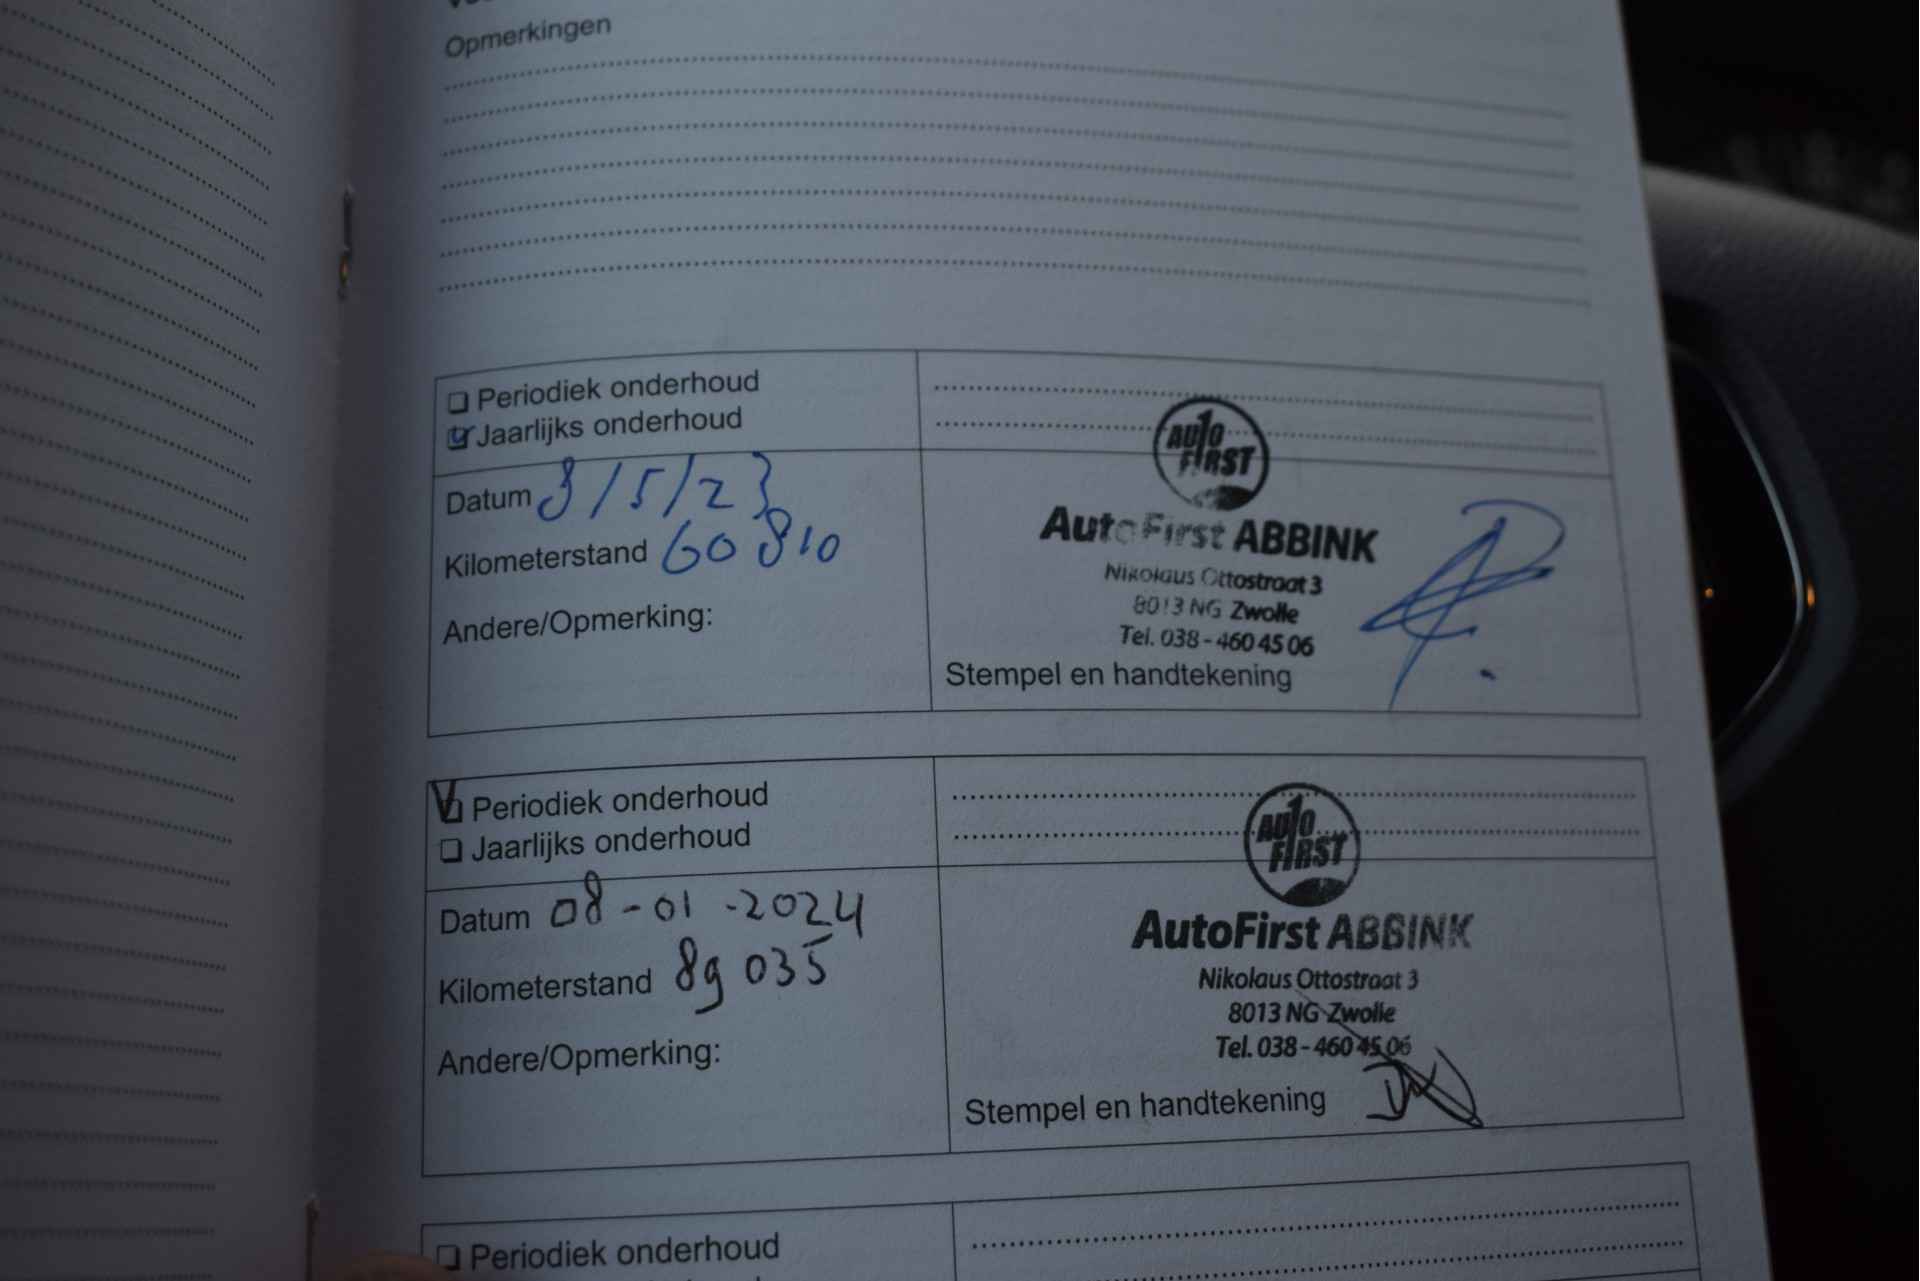 Opmerkingen
Periodiek onderhoud
Jaarlijks onderhoud
AUTO
FIRST
Datum 8/5/23
Kilometerstand 60810
Andere/Opmerking:
AutoFirst ABBINK
Nikolaus Ottostraat 3
8013 NG Zwolle
Tel. 038-460 45 06
Stempel en handtekening
Periodiek onderhoud
Jaarlijks onderhoud
AUTO
FIRST
Datum 08-01-2024
Kilometerstand 89 035
Andere/Opmerking:
AutoFirst ABBINK
Nikolaus Ottostraat 3
8013 NG Zwolle
Tel. 038-460 45 06
Stempel en handtekening
Periodiek onderhoud